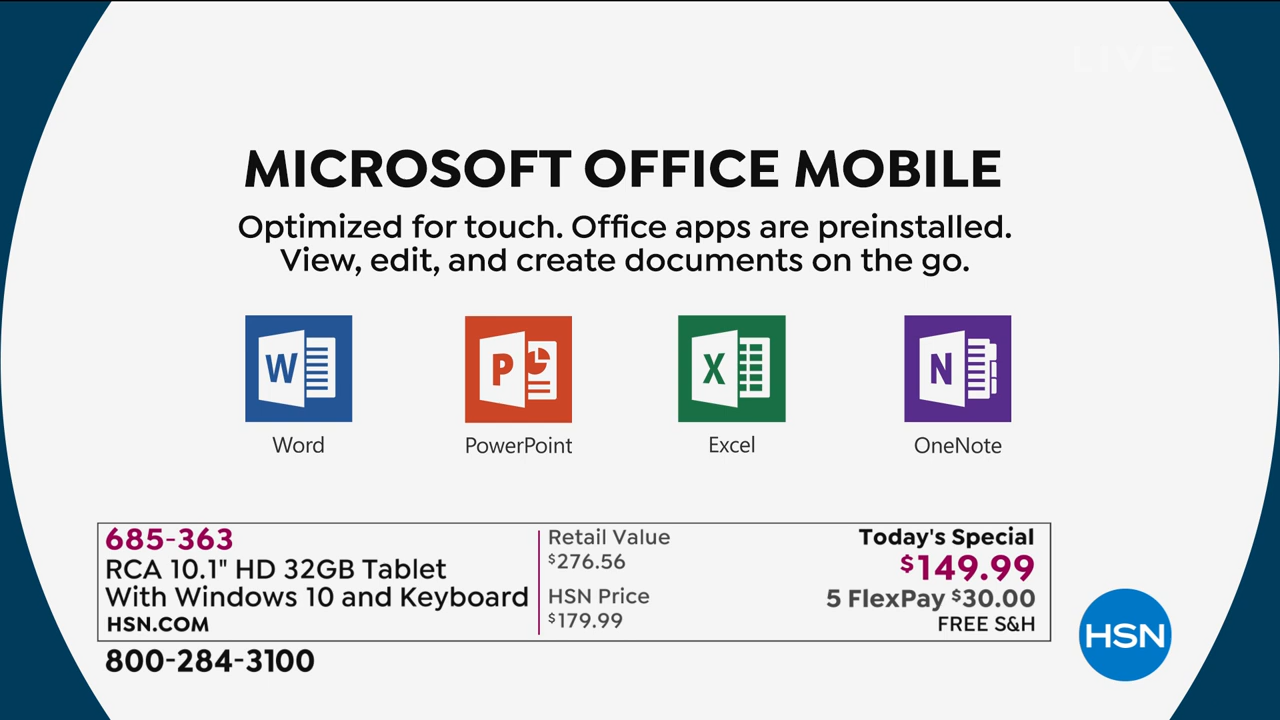 LIVE
MICROSOFT OFFICE MOBILE
Optimized for touch. Office apps are preinstalled.
View, edit, and create documents on the go.
W
P
X
N
Word
PowerPoint
Excel
OneNote
685-363
RCA 10.1" HD 32GB Tablet
With Windows 10 and Keyboard
HSN.COM
Retail Value
$276.56
HSN Price
$179.99
Today's Special
$149.99
5 FlexPay $30.00
FREE S&H
800-284-3100
HSN